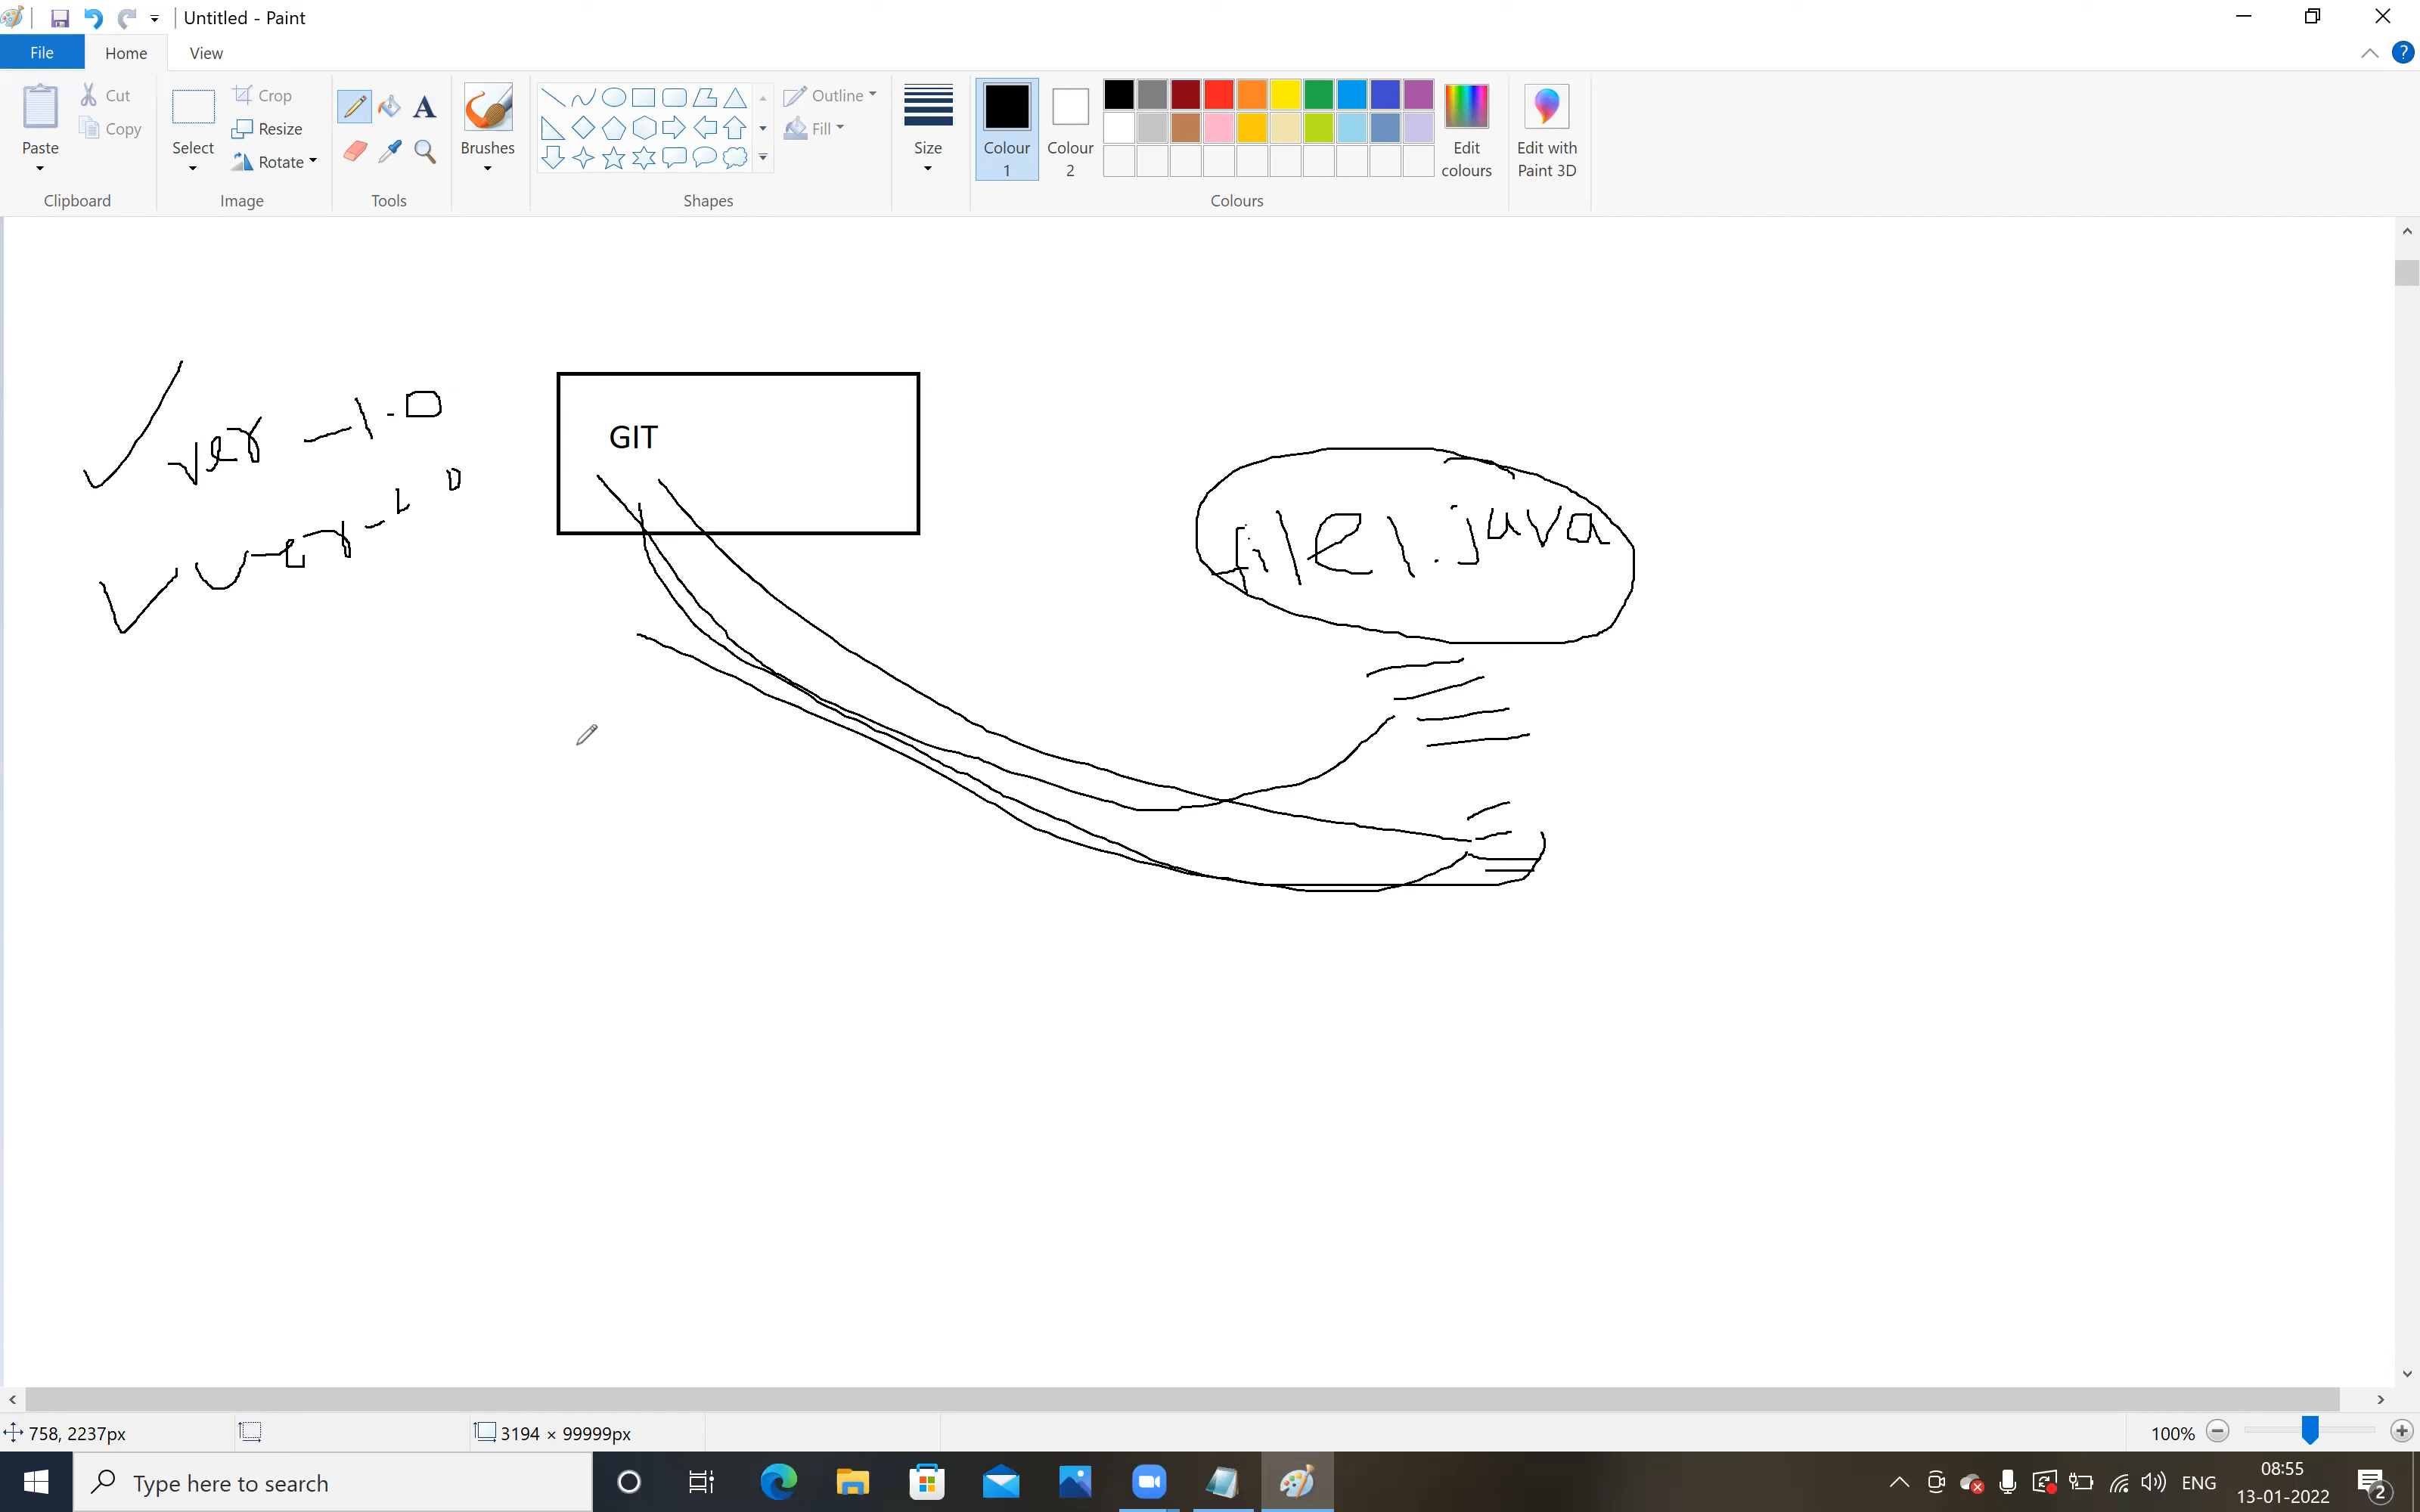 Untitled - Paint
File Home View
Paste
Cut
Copy
Clipboard
Select
Crop
Resize
Rotate
Image
Tools
Brushes
Shapes
Outline
Fill
Size
Colour 1
Colour 2
Edit colours
Colours
Edit with Paint 3D
ver - 1.0
GIT
file1.java
758, 2237px
3194 × 99999px
100%
Type here to search
ENG
08:55
13-01-2022
2